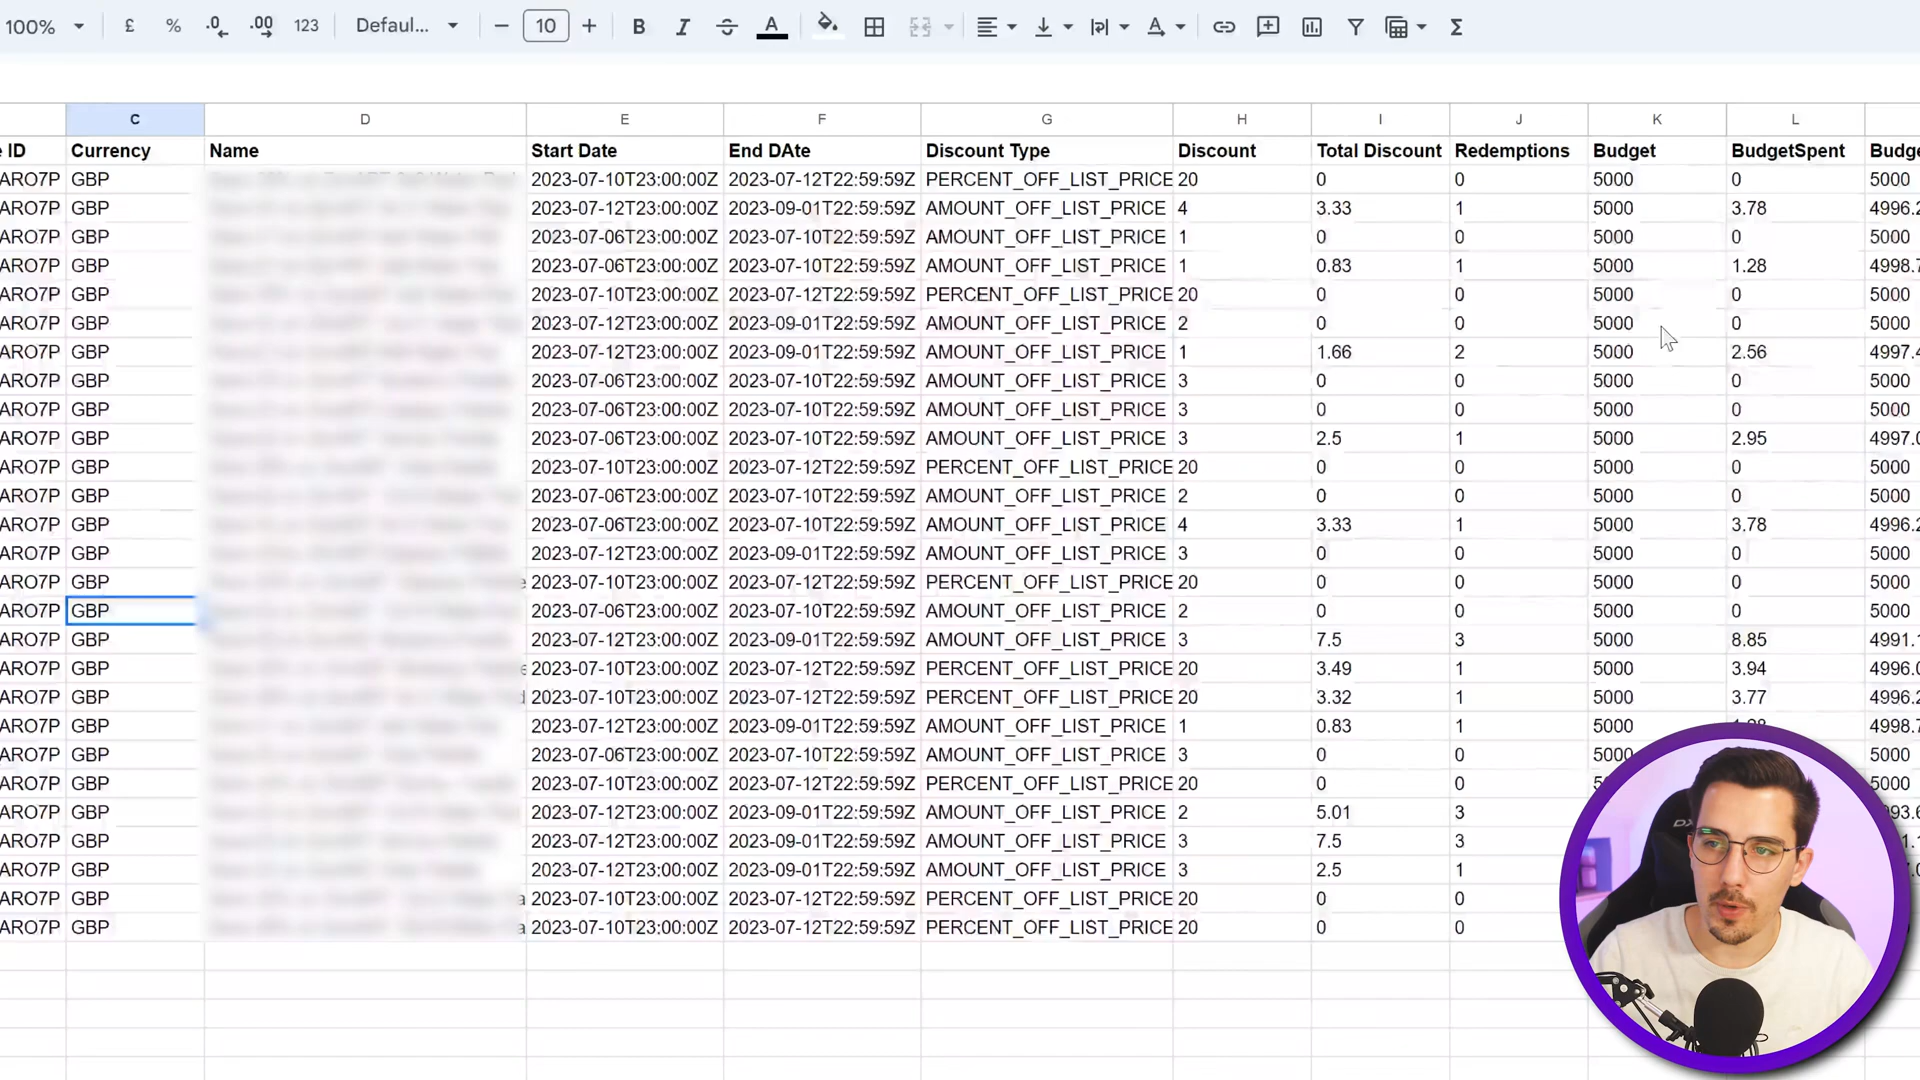 100% £ % .0 .00 123 Defaul... − 10 + B I A A Σ
C D E F G H I J K L
ID Currency Name Start Date End DAte Discount Type Discount Total Discount Redemptions Budget BudgetSpent Budge
ARO7P GBP 2023-07-10T23:00:00Z 2023-07-12T22:59:59Z PERCENT_OFF_LIST_PRICE 20 0 0 5000 0 5000
ARO7P GBP 2023-07-12T23:00:00Z 2023-09-01T22:59:59Z AMOUNT_OFF_LIST_PRICE 4 3.33 1 5000 3.78 4996.2
ARO7P GBP 2023-07-06T23:00:00Z 2023-07-10T22:59:59Z AMOUNT_OFF_LIST_PRICE 1 0 0 5000 0 5000
ARO7P GBP 2023-07-06T23:00:00Z 2023-07-10T22:59:59Z AMOUNT_OFF_LIST_PRICE 1 0.83 1 5000 1.28 4998.7
ARO7P GBP 2023-07-10T23:00:00Z 2023-07-12T22:59:59Z PERCENT_OFF_LIST_PRICE 20 0 0 5000 0 5000
ARO7P GBP 2023-07-12T23:00:00Z 2023-09-01T22:59:59Z AMOUNT_OFF_LIST_PRICE 2 0 0 5000 0 5000
ARO7P GBP 2023-07-12T23:00:00Z 2023-09-01T22:59:59Z AMOUNT_OFF_LIST_PRICE 1 1.66 2 5000 2.56 4997.4
ARO7P GBP 2023-07-06T23:00:00Z 2023-07-10T22:59:59Z AMOUNT_OFF_LIST_PRICE 3 0 0 5000 0 5000
ARO7P GBP 2023-07-06T23:00:00Z 2023-07-10T22:59:59Z AMOUNT_OFF_LIST_PRICE 3 0 0 5000 0 5000
ARO7P GBP 2023-07-06T23:00:00Z 2023-07-10T22:59:59Z AMOUNT_OFF_LIST_PRICE 3 2.5 1 5000 2.95 4997.0
ARO7P GBP 2023-07-10T23:00:00Z 2023-07-12T22:59:59Z PERCENT_OFF_LIST_PRICE 20 0 0 5000 0 5000
ARO7P GBP 2023-07-06T23:00:00Z 2023-07-10T22:59:59Z AMOUNT_OFF_LIST_PRICE 2 0 0 5000 0 5000
ARO7P GBP 2023-07-06T23:00:00Z 2023-07-10T22:59:59Z AMOUNT_OFF_LIST_PRICE 4 3.33 1 5000 3.78 4996.2
ARO7P GBP 2023-07-12T23:00:00Z 2023-09-01T22:59:59Z AMOUNT_OFF_LIST_PRICE 3 0 0 5000 0 5000
ARO7P GBP 2023-07-10T23:00:00Z 2023-07-12T22:59:59Z PERCENT_OFF_LIST_PRICE 20 0 0 5000 0 5000
ARO7P GBP 2023-07-06T23:00:00Z 2023-07-10T22:59:59Z AMOUNT_OFF_LIST_PRICE 2 0 0 5000 0 5000
ARO7P GBP 2023-07-12T23:00:00Z 2023-09-01T22:59:59Z AMOUNT_OFF_LIST_PRICE 3 7.5 3 5000 8.85 4991.1
ARO7P GBP 2023-07-10T23:00:00Z 2023-07-12T22:59:59Z PERCENT_OFF_LIST_PRICE 20 3.49 1 5000 3.94 4996.0
ARO7P GBP 2023-07-10T23:00:00Z 2023-07-12T22:59:59Z PERCENT_OFF_LIST_PRICE 20 3.32 1 5000 3.77 4996.2
ARO7P GBP 2023-07-12T23:00:00Z 2023-09-01T22:59:59Z AMOUNT_OFF_LIST_PRICE 1 0.83 1 5000 4998.7
ARO7P GBP 2023-07-06T23:00:00Z 2023-07-10T22:59:59Z AMOUNT_OFF_LIST_PRICE 3 0 0 5000 5000
ARO7P GBP 2023-07-10T23:00:00Z 2023-07-12T22:59:59Z PERCENT_OFF_LIST_PRICE 20 0 0 5000
ARO7P GBP 2023-07-12T23:00:00Z 2023-09-01T22:59:59Z AMOUNT_OFF_LIST_PRICE 2 5.01 3
ARO7P GBP 2023-07-12T23:00:00Z 2023-09-01T22:59:59Z AMOUNT_OFF_LIST_PRICE 3 7.5 3
ARO7P GBP 2023-07-12T23:00:00Z 2023-09-01T22:59:59Z AMOUNT_OFF_LIST_PRICE 3 2.5 1
ARO7P GBP 2023-07-10T23:00:00Z 2023-07-12T22:59:59Z PERCENT_OFF_LIST_PRICE 20 0 0
ARO7P GBP 2023-07-10T23:00:00Z 2023-07-12T22:59:59Z PERCENT_OFF_LIST_PRICE 20 0 0